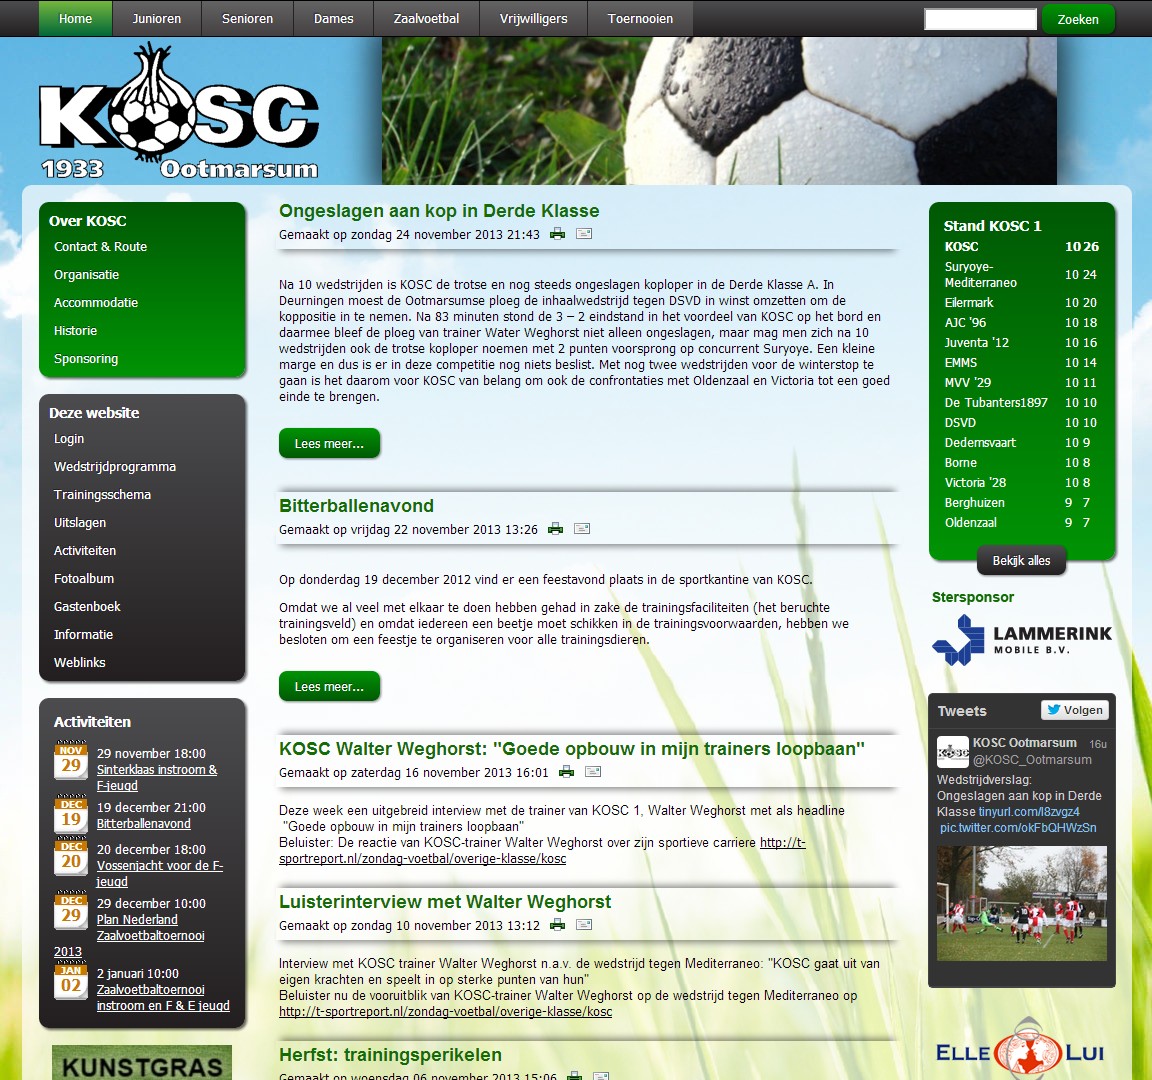 Home Junioren Senioren Dames Zaalvoetbal Vrijwilligers Toernooien Zoeken
KOSC
1933 Ootmarsum
Over KOSC
Contact & Route
Organisatie
Accommodatie
Historie
Sponsoring
Deze website
Login
Wedstrijdprogramma
Trainingsschema
Uitslagen
Activiteiten
Fotoalbum
Gastenboek
Informatie
Weblinks
Activiteiten
NOV
29
29 november 18:00
Sinterklaas instroom &
F-jeugd
DEC
19
19 december 21:00
Bitterballenavond
DEC
20
20 december 18:00
Vossenjacht voor de F-
jeugd
DEC
29
29 december 10:00
Plan Nederland
Zaalvoetbaltoernooi
2013
JAN
02
2 januari 10:00
Zaalvoetbaltoernooi
instroom en F & E jeugd
KUNSTGRAS
Ongeslagen aan kop in Derde Klasse
Gemaakt op zondag 24 november 2013 21:43
Na 10 wedstrijden is KOSC de trotse en nog steeds ongeslagen koploper in de Derde Klasse A. In
Deurningen moest de Ootmarsumse ploeg de inhaalwedstrijd tegen DSVD in winst omzetten om de
koppositie in te nemen. Na 83 minuten stond de 3 – 2 eindstand in het voordeel van KOSC op het bord en
daarmee bleef de ploeg van trainer Water Weghorst niet alleen ongeslagen, maar mag men zich na 10
wedstrijden ook de trotse koploper noemen met 2 punten voorsprong op concurrent Suryoye. Een kleine
marge en dus is er in deze competitie nog niets beslist. Met nog twee wedstrijden voor de winterstop te
gaan is het daarom voor KOSC van belang om ook de confrontaties met Oldenzaal en Victoria tot een goed
einde te brengen.
Lees meer...
Bitterballenavond
Gemaakt op vrijdag 22 november 2013 13:26
Op donderdag 19 december 2012 vind er een feestavond plaats in de sportkantine van KOSC.
Omdat we al veel met elkaar te doen hebben gehad in zake de trainingsfaciliteiten (het beruchte
trainingsveld) en omdat iedereen een beetje moet schikken in de trainingsvoorwaarden, hebben we
besloten om een feestje te organiseren voor alle trainingsdieren.
Lees meer...
KOSC Walter Weghorst: "Goede opbouw in mijn trainers loopbaan"
Gemaakt op zaterdag 16 november 2013 16:01
Deze week een uitgebreid interview met de trainer van KOSC 1, Walter Weghorst met als headline
"Goede opbouw in mijn trainers loopbaan"
Beluister: De reactie van KOSC-trainer Walter Weghorst over zijn sportieve carriere http://t-
sportreport.nl/zondag-voetbal/overige-klasse/kosc
Luisterinterview met Walter Weghorst
Gemaakt op zondag 10 november 2013 13:12
Interview met KOSC trainer Walter Weghorst n.a.v. de wedstrijd tegen Mediterraneo: "KOSC gaat uit van
eigen krachten en speelt in op sterke punten van hun"
Beluister nu de vooruitblik van KOSC-trainer Walter Weghorst op de wedstrijd tegen Mediterraneo op
http://t-sportreport.nl/zondag-voetbal/overige-klasse/kosc
Herfst: trainingsperikelen
Gemaakt op woensdag 06 november 2013 15:06
Stand KOSC 1
KOSC 10 26
Suryoye-
Mediterraneo 10 24
Eilermark 10 20
AJC '96 10 18
Juventa '12 10 16
EMMS 10 14
MVV '29 10 11
De Tubanters1897 10 10
DSVD 10 10
Dedemsvaart 10 9
Borne 10 8
Victoria '28 10 8
Berghuizen 9 7
Oldenzaal 9 7
Bekijk alles
Stersponsor
LAMMERINK
MOBILE B.V.
Tweets Volgen
KOSC
KOSC Ootmarsum 16u
@KOSC_Ootmarsum
Wedstrijdverslag:
Ongeslagen aan kop in Derde
Klasse tinyurl.com/l8zvgz4
pic.twitter.com/okFbQHWzSn
ELLE LUI